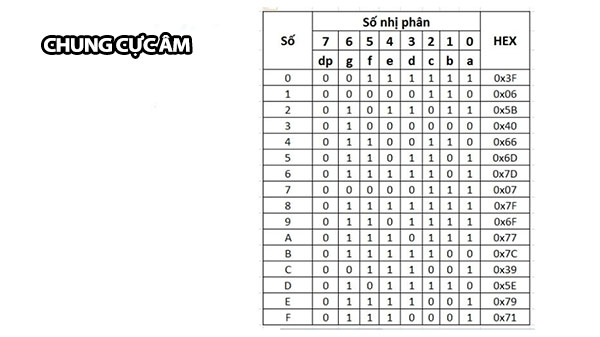 CHUNG CỰC ÂM
Số nhị phân
Số 7 6 5 4 3 2 1 0 HEX
dp g f e d c b a
0 0 0 1 1 1 1 1 1 0x3F
1 0 0 0 0 0 1 1 0 0x06
2 0 1 0 1 1 0 1 1 0x5B
3 0 1 0 0 0 0 0 0 0x40
4 0 1 1 0 0 1 1 0 0x66
5 0 1 1 0 1 1 0 1 0x6D
6 0 1 1 1 1 1 0 1 0x7D
7 0 0 0 0 0 1 1 1 0x07
8 0 1 1 1 1 1 1 1 0x7F
9 0 1 1 0 1 1 1 1 0x6F
A 0 1 1 1 0 1 1 1 0x77
B 0 1 1 1 1 1 0 0 0x7C
C 0 0 1 1 1 0 0 1 0x39
D 0 1 0 1 1 1 1 0 0x5E
E 0 1 1 1 1 0 0 1 0x79
F 0 1 1 1 0 0 0 1 0x71